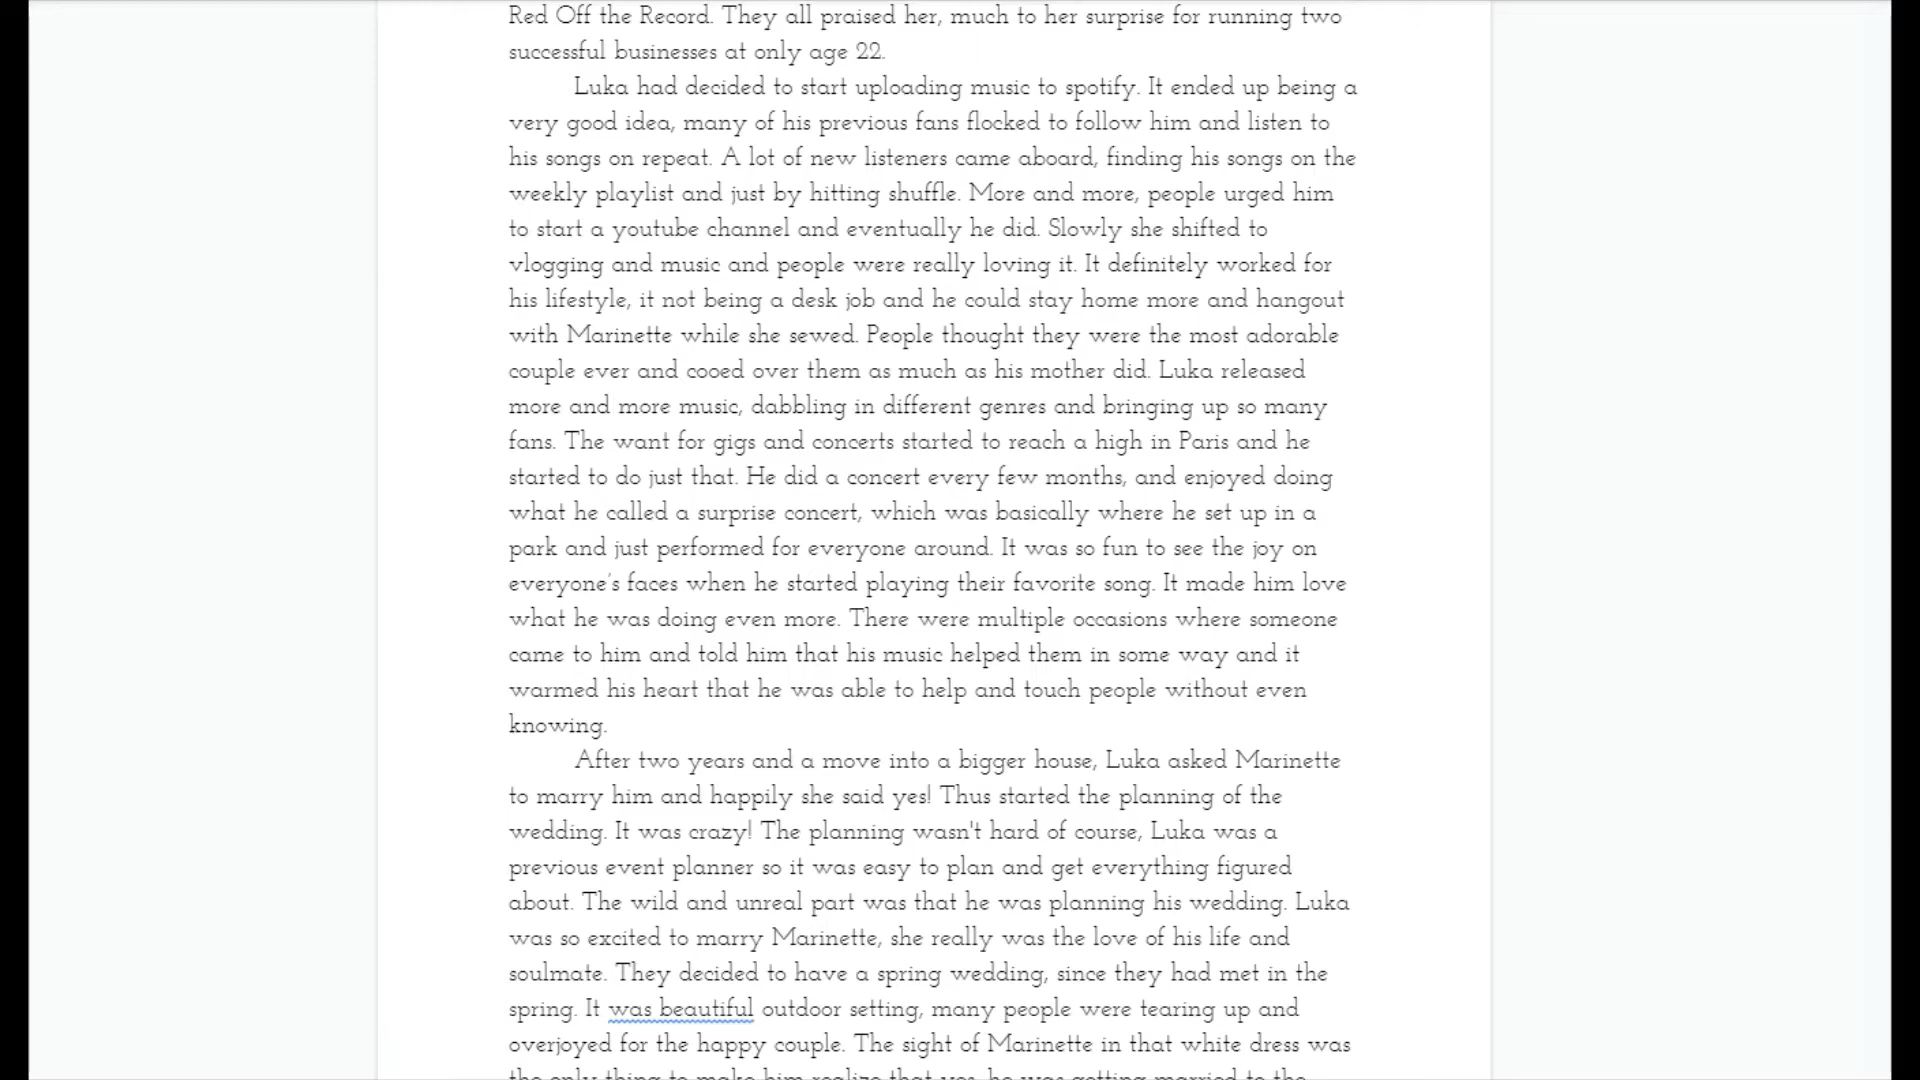 Red Off the Record. They all praised her, much to her surprise for running two
successful businesses at only age 22.
Luka had decided to start uploading music to spotify. It ended up being a
very good idea, many of his previous fans flocked to follow him and listen to
his songs on repeat. A lot of new listeners came aboard, finding his songs on the
weekly playlist and just by hitting shuffle. More and more, people urged him
to start a youtube channel and eventually he did. Slowly she shifted to
vlogging and music and people were really loving it. It definitely worked for
his lifestyle, it not being a desk job and he could stay home more and hangout
with Marinette while she sewed. People thought they were the most adorable
couple ever and cooed over them as much as his mother did. Luka released
more and more music, dabbling in different genres and bringing up so many
fans. The want for gigs and concerts started to reach a high in Paris and he
started to do just that. He did a concert every few months, and enjoyed doing
what he called a surprise concert, which was basically where he set up in a
park and just performed for everyone around. It was so fun to see the joy on
everyone's faces when he started playing their favorite song. It made him love
what he was doing even more. There were multiple occasions where someone
came to him and told him that his music helped them in some way and it
warmed his heart that he was able to help and touch people without even
knowing.
After two years and a move into a bigger house, Luka asked Marinette
to marry him and happily she said yes! Thus started the planning of the
wedding. It was crazy! The planning wasn't hard of course, Luka was a
previous event planner so it was easy to plan and get everything figured
about. The wild and unreal part was that he was planning his wedding. Luka
was so excited to marry Marinette, she really was the love of his life and
soulmate. They decided to have a spring wedding, since they had met in the
spring. It was beautiful outdoor setting, many people were tearing up and
overjoyed for the happy couple. The sight of Marinette in that white dress was
the only thing to make him realize that yes, he was getting married to the